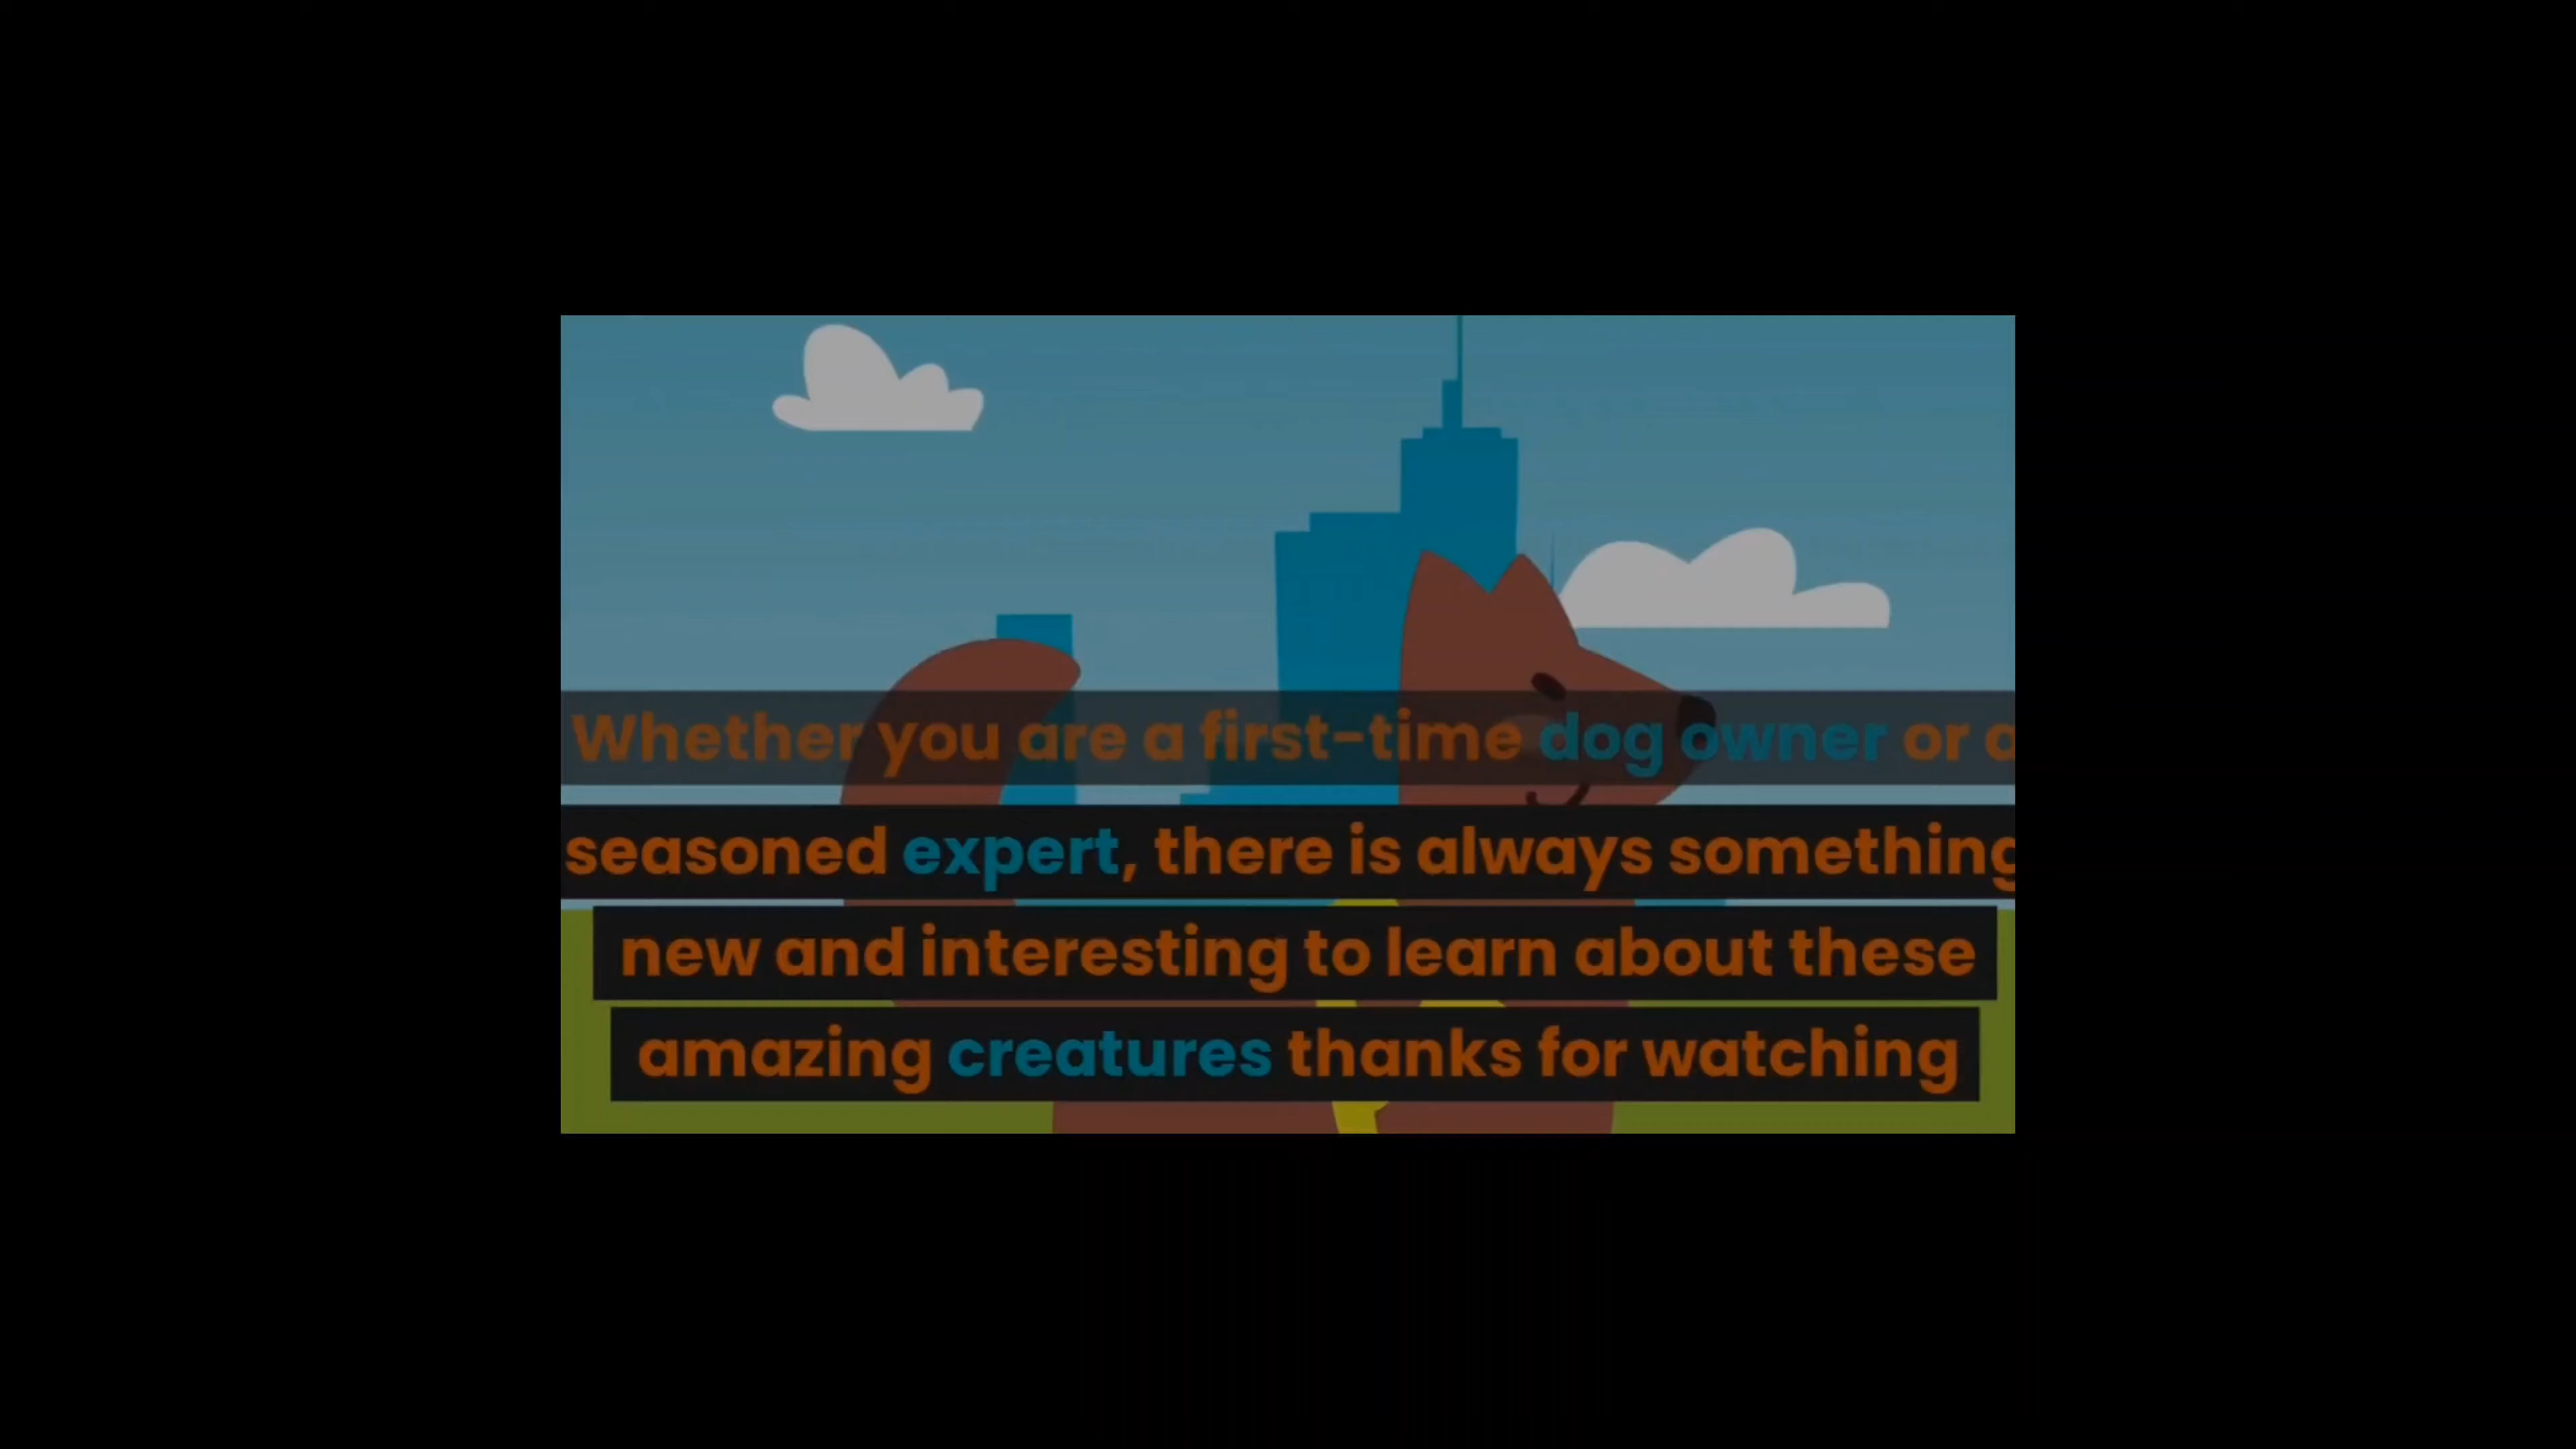 Whether you are a first-time dog owner or a
seasoned expert, there is always something
new and interesting to learn about these
amazing creatures thanks for watching